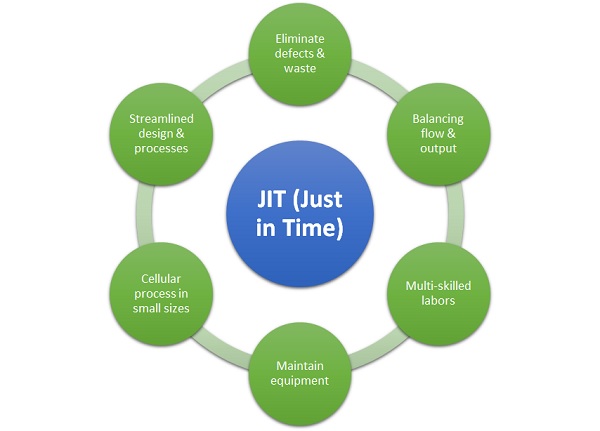 Eliminate
defects &
waste
Balancing
flow &
output
Multi-skilled
labors
Maintain
equipment
Cellular
process in
small sizes
Streamlined
design &
processes
JIT (Just
in Time)